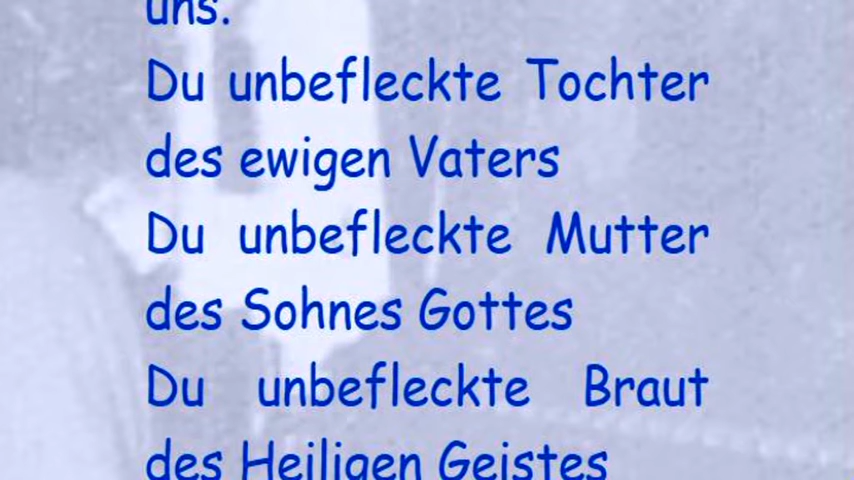 uns.
Du unbefleckte Tochter
des ewigen Vaters
Du unbefleckte Mutter
des Sohnes Gottes
Du unbefleckte Braut
des Heiligen Geistes